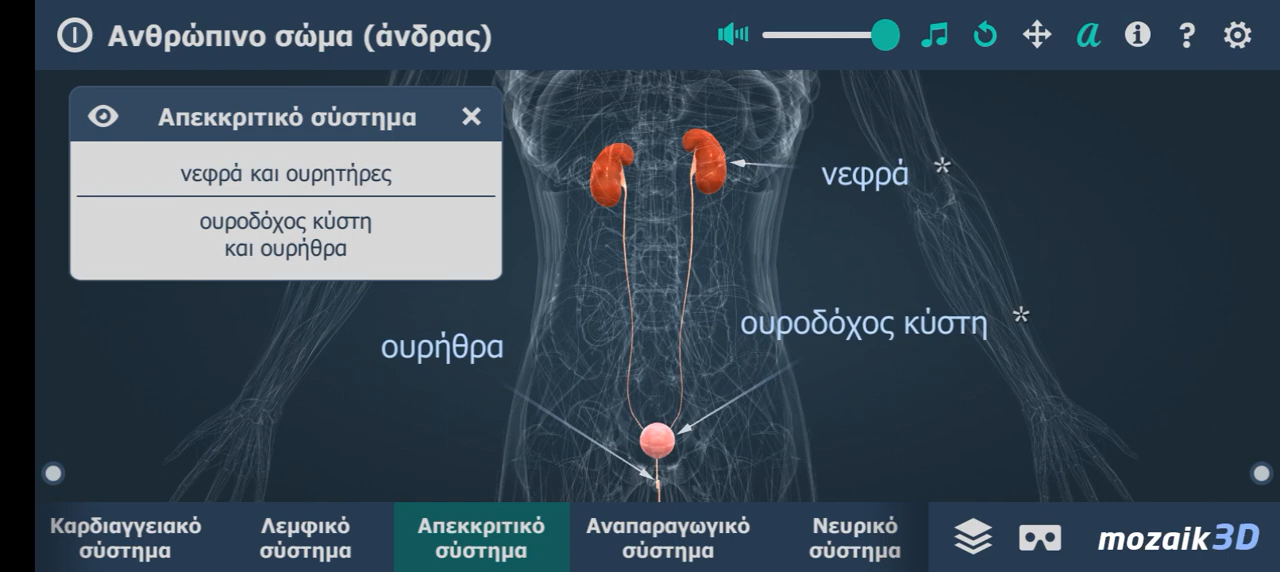 Ανθρώπινο σώμα (άνδρας)
Απεκκριτικό σύστημα
νεφρά και ουρητήρες
ουροδόχος κύστη
και ουρήθρα
νεφρά *
ουροδόχος κύστη *
ουρήθρα
Καρδιαγγειακό
σύστημα
Λεμφικό
σύστημα
Απεκκριτικό
σύστημα
Αναπαραγωγικό
σύστημα
Νευρικό
σύστημα
mozaik3D